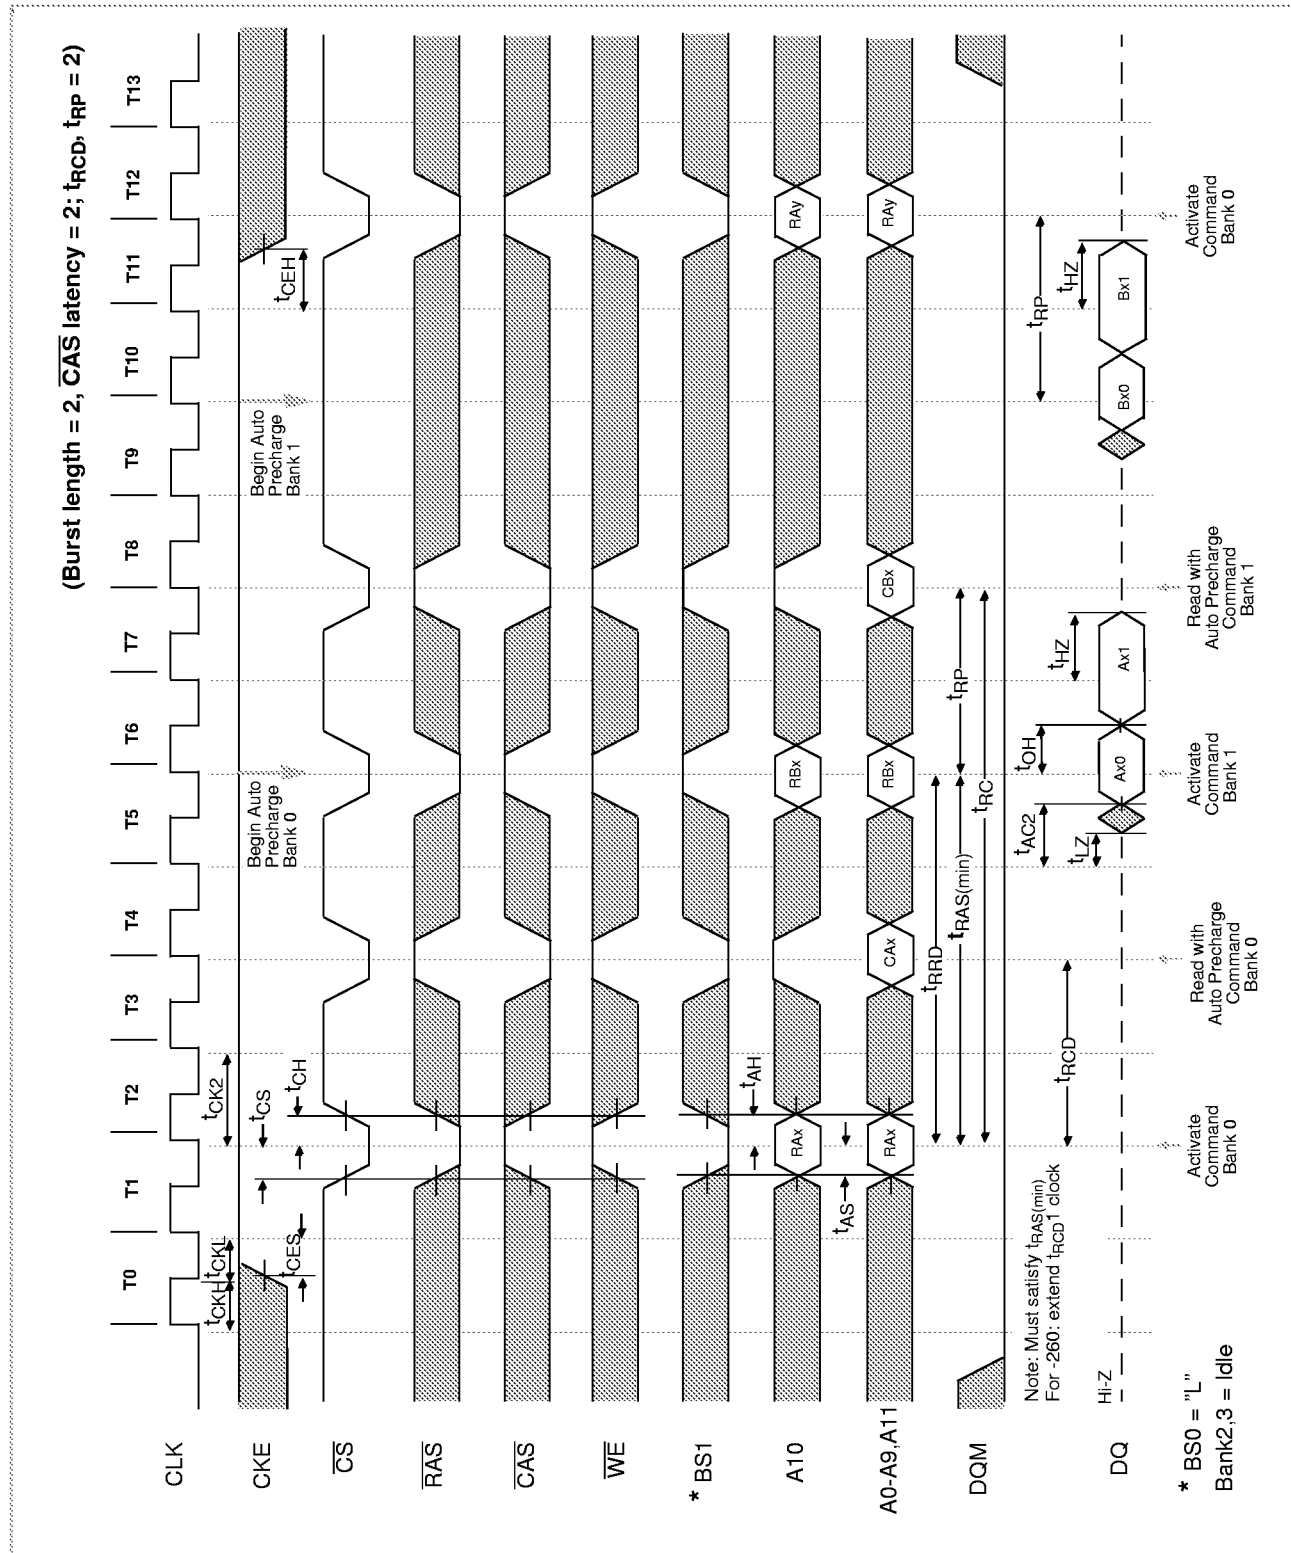 (Burst length = 2, CAS latency = 2; tRCD, tRP = 2)
T0 T1 T2 T3 T4 T5 T6 T7 T8 T9 T10 T11 T12 T13
CLK
tCKH tCKL tCK2
CKE
tCES tCS tCH
Begin Auto
Precharge
Bank 0
Begin Auto
Precharge
Bank 1
tCEH
CS
RAS
CAS
WE
* BS1
tAH
A10
RAx RBx RAy
tAS
A0-A9,A11
RAx CAx RBx CBx RAy
tRRD
tRAS(min) tRP
tRC
DQM
Note: Must satisfy tRAS(min)
For -260: extend tRCD 1 clock
tRCD
tAC2 tOH tHZ tRP tHZ
tLZ
DQ
Hi-Z
Ax0 Ax1 Bx0 Bx1
Activate
Command
Bank 0
Read with
Auto Precharge
Command
Bank 0
Activate
Command
Bank 1
Read with
Auto Precharge
Command
Bank 1
Activate
Command
Bank 0
* BS0 = "L"
Bank2,3 = Idle